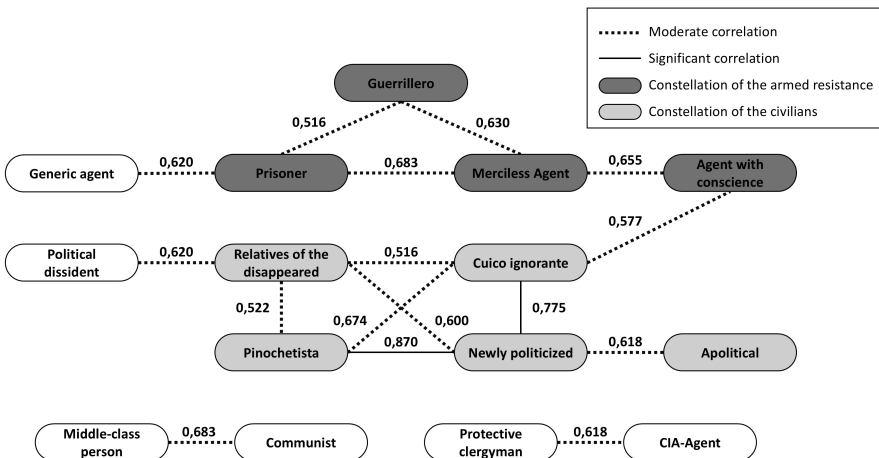 Moderate correlation
Significant correlation
Constellation of the armed resistance
Constellation of the civilians
Guerrillero
0,516
0,630
Generic agent
0,620
Prisoner
0,683
Merciless Agent
0,655
Agent with
conscience
0,577
Political
dissident
0,620
Relatives of the
disappeared
0,516
Cuico ignorante
0,522
0,674
0,600
0,775
Pinochetista
0,870
Newly politicized
0,618
Apolitical
Middle-class
person
0,683
Communist
Protective
clergyman
0,618
CIA-Agent